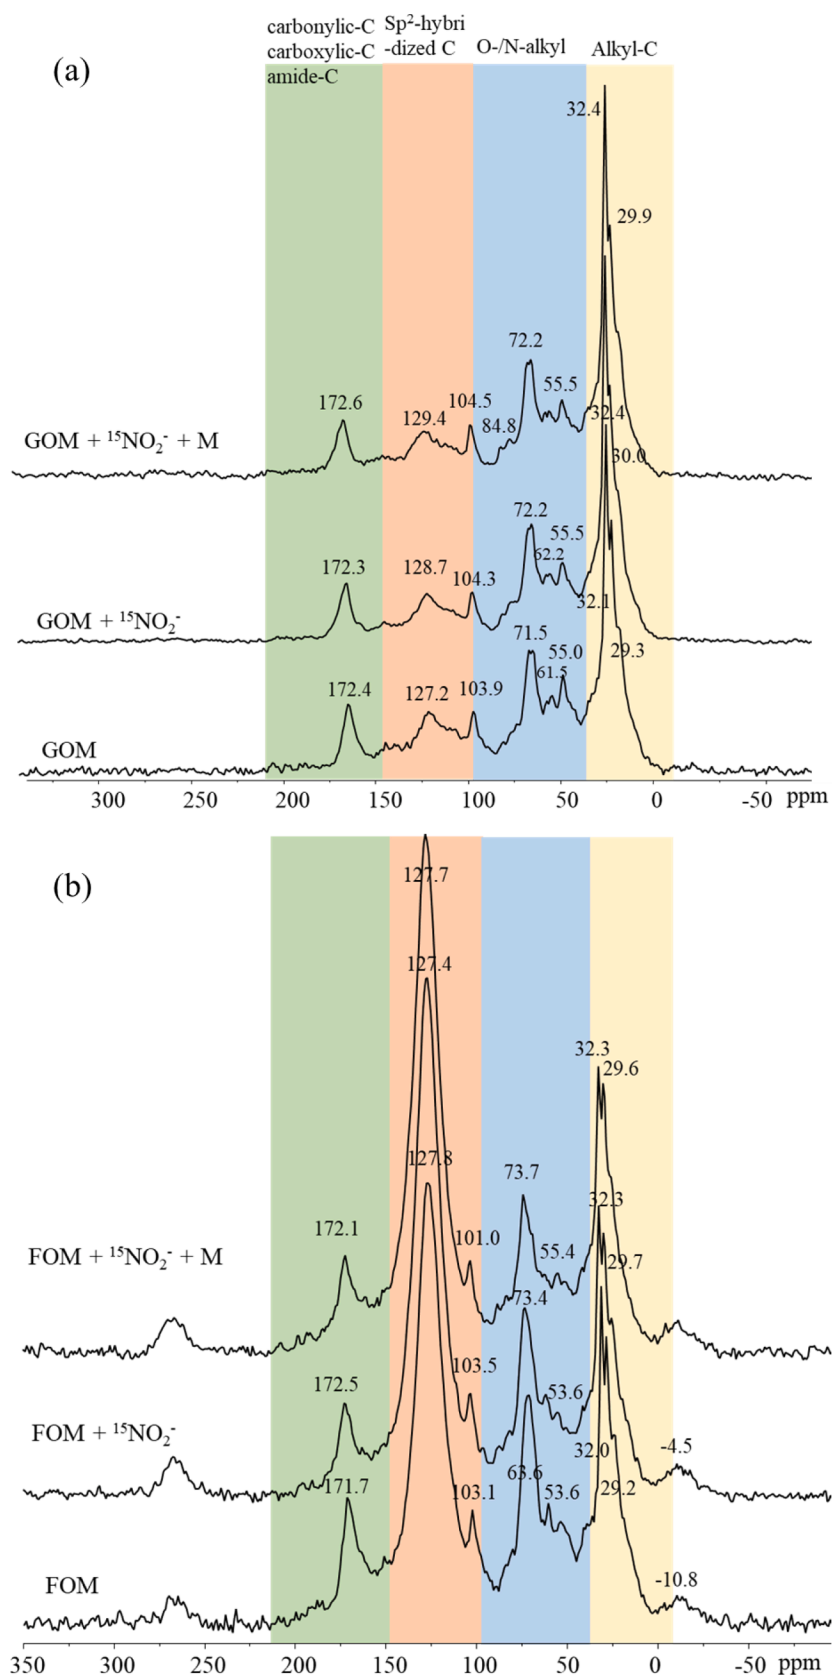 carbonylic-C Sp²-hybri
carboxylic-C -dized C O-/N-alkyl Alkyl-C
amide-C
(a)
32.4
29.9
72.2
172.6 129.4 104.5 84.8 55.5
GOM + ¹⁵NO₂⁻ + M
32.4
30.0
72.2
55.5
172.3 128.7 104.3 62.2
GOM + ¹⁵NO₂⁻
32.1
71.5
55.0 29.3
61.5
172.4 127.2 103.9
GOM
300 250 200 150 100 50 0 -50 ppm
(b)
127.7
127.4
32.3
29.6
127.8
73.7
32.3
172.1 101.0 55.4
FOM + ¹⁵NO₂⁻ + M
29.7
73.4
103.5
172.5 53.6
FOM + ¹⁵NO₂⁻
32.0 -4.5
63.6
171.7 103.1 53.6 29.2
FOM
-10.8
350 300 250 200 150 100 50 0 -50 ppm